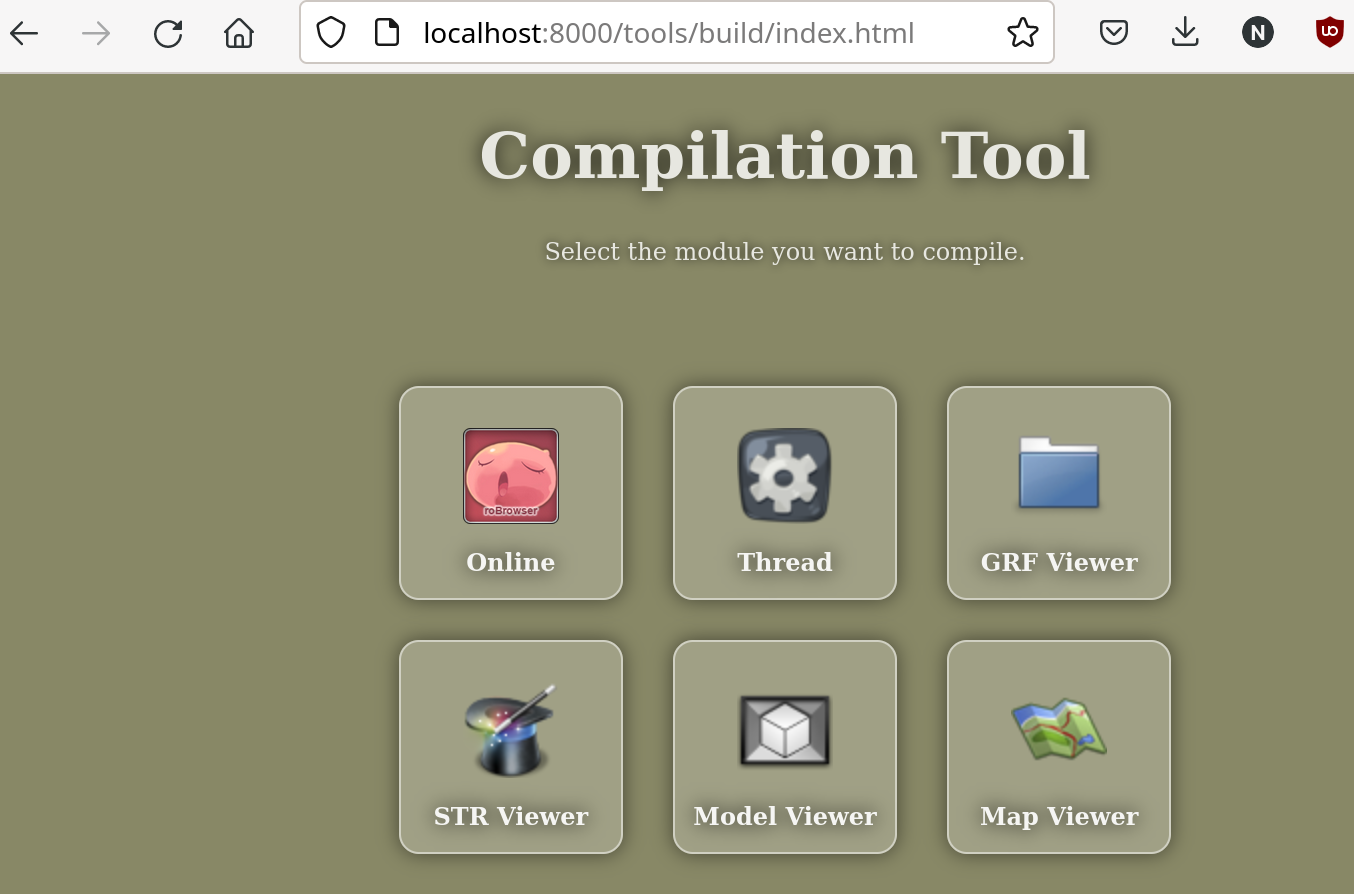 localhost:8000/tools/build/index.html
N
Compilation Tool
Select the module you want to compile.
roBrowser
Online
Thread
GRF Viewer
STR Viewer
Model Viewer
Map Viewer